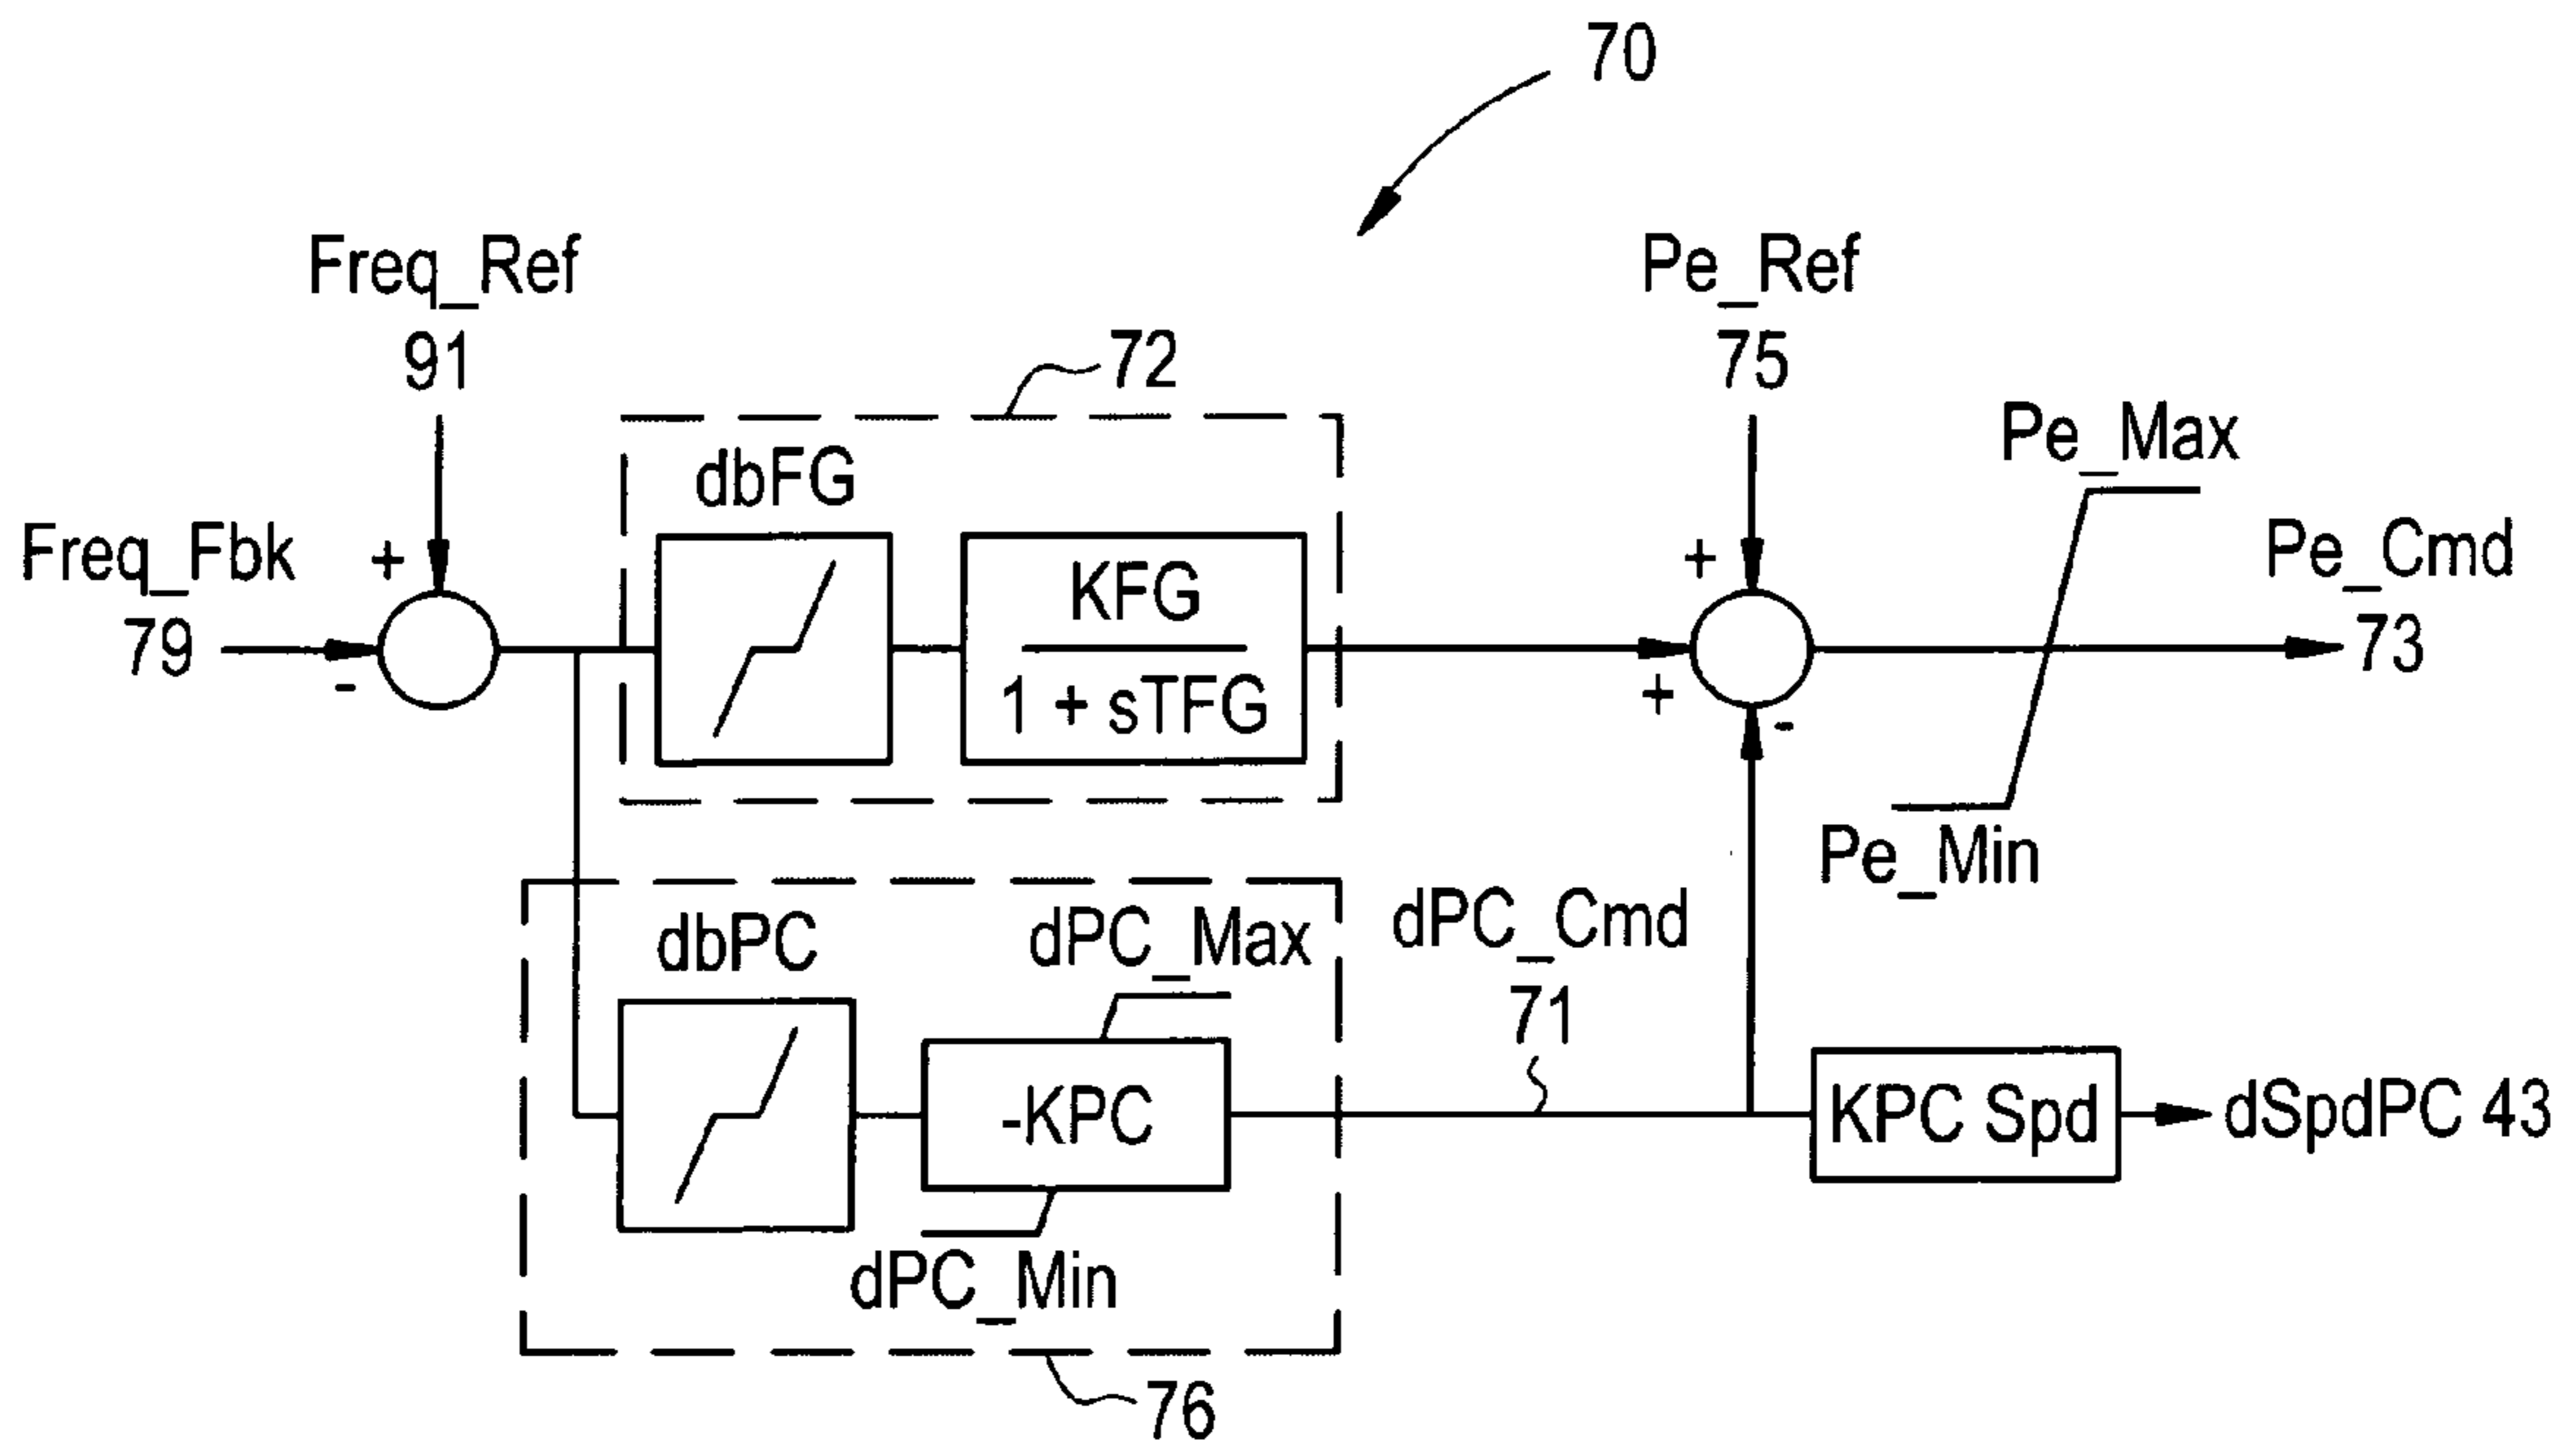 70
Freq_Ref
91
Pe_Ref
75
72
Pe_Max
dbFG
Freq_Fbk
79
+
-
KFG
1 + sTFG
+
+
-
Pe_Cmd
73
Pe_Min
dbPC
dPC_Max
dPC_Cmd
71
-KPC
KPC Spd
dSpdPC 43
dPC_Min
76